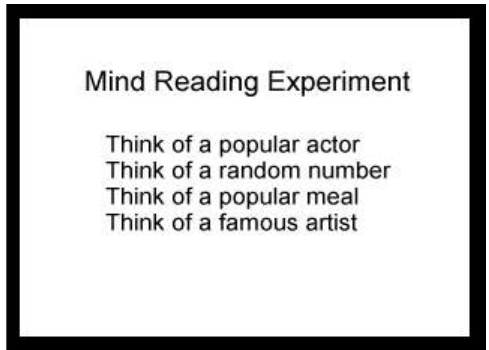 Mind Reading Experiment
Think of a popular actor
Think of a random number
Think of a popular meal
Think of a famous artist